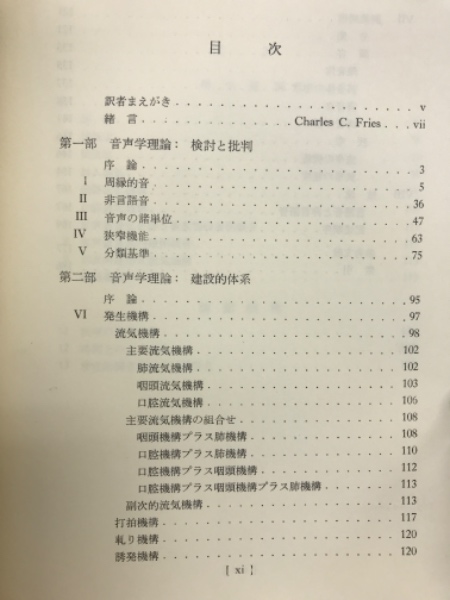 目 次
訳者まえがき . . . . . . . . . . . . . . . . . . . . . . . v
緒 言 . . . . . . . . . . . . . Charles C. Fries . . . vii
第一部 音声学理論： 検討と批判
序 論 . . . . . . . . . . . . . . . . . . . . . . . 3
I 周縁的音 . . . . . . . . . . . . . . . . . . . . . . . 5
II 非言語音 . . . . . . . . . . . . . . . . . . . . . . . 36
III 音声の諸単位 . . . . . . . . . . . . . . . . . . . . . 47
IV 狭窄機能 . . . . . . . . . . . . . . . . . . . . . . . 63
V 分類基準 . . . . . . . . . . . . . . . . . . . . . . . 75
第二部 音声学理論： 建設的体系
序 論 . . . . . . . . . . . . . . . . . . . . . . . 95
VI 発生機構 . . . . . . . . . . . . . . . . . . . . . . . 97
流気機構 . . . . . . . . . . . . . . . . . . . . . . 98
主要流気機構 . . . . . . . . . . . . . . . . . . . 102
肺流気機構 . . . . . . . . . . . . . . . . . . . 102
咽頭流気機構 . . . . . . . . . . . . . . . . . . 103
口腔流気機構 . . . . . . . . . . . . . . . . . . 106
主要流気機構の組合せ . . . . . . . . . . . . . . . 108
咽頭機構プラス肺機構 . . . . . . . . . . . . . . 108
口腔機構プラス肺機構 . . . . . . . . . . . . . . 110
口腔機構プラス咽頭機構 . . . . . . . . . . . . . 112
口腔機構プラス咽頭機構プラス肺機構 . . . . . . . 113
副次的流気機構 . . . . . . . . . . . . . . . . . . 113
打拍機構 . . . . . . . . . . . . . . . . . . . . . . 117
軋り機構 . . . . . . . . . . . . . . . . . . . . . . 120
誘発機構 . . . . . . . . . . . . . . . . . . . . . . 120
[ xi ]